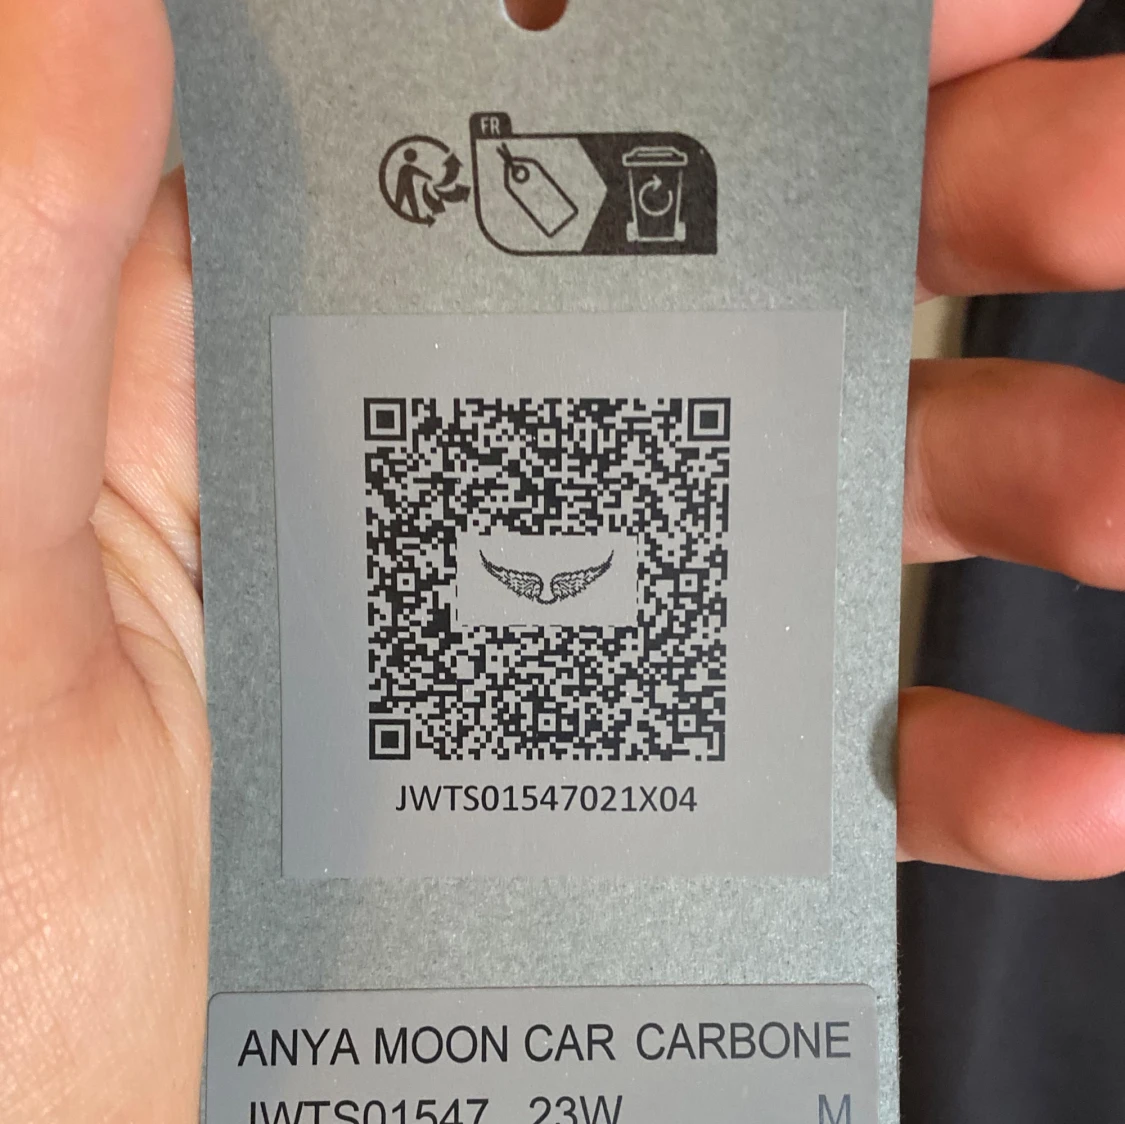 FR
JWTS01547021X04
ANYA MOON CAR CARBONE
JWTS01547 23W M